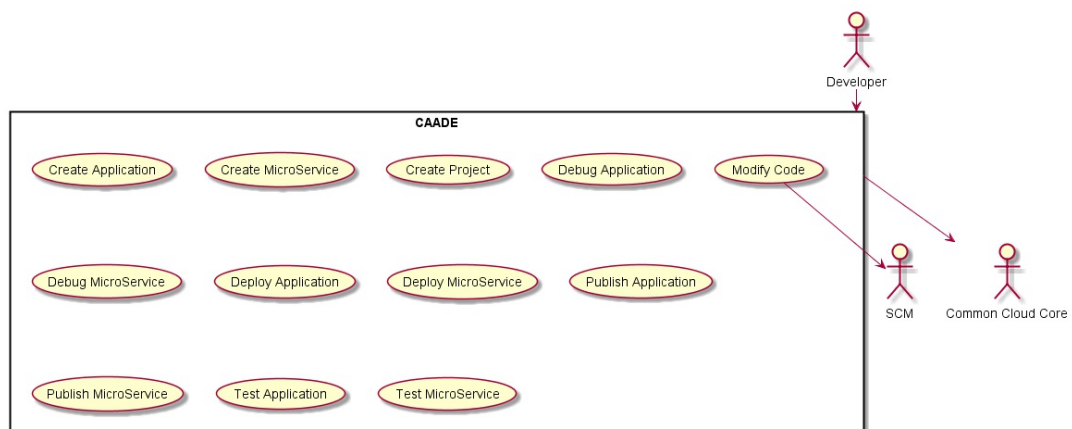 Developer
CAADE
Create Application
Create MicroService
Create Project
Debug Application
Modify Code
Debug MicroService
Deploy Application
Deploy MicroService
Publish Application
SCM
Common Cloud Core
Publish MicroService
Test Application
Test MicroService